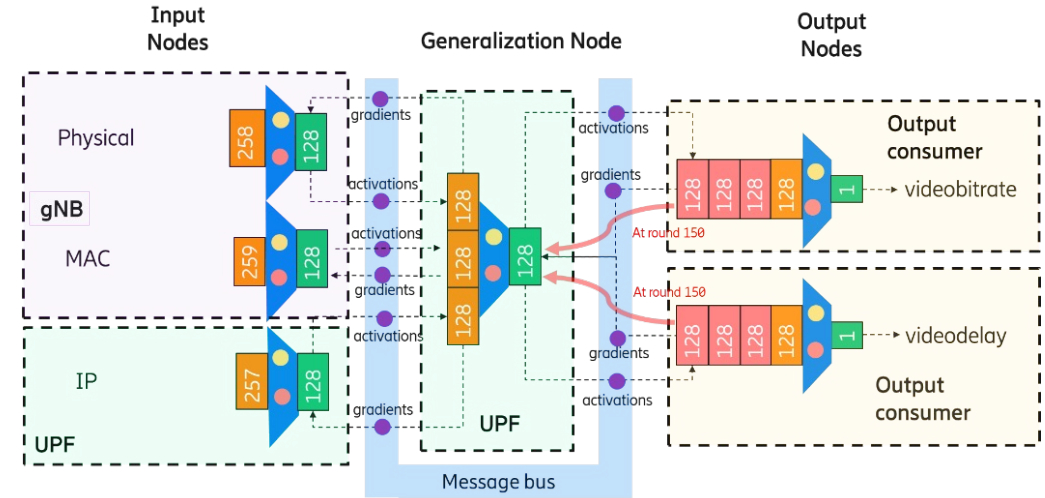 Input
Nodes
Generalization Node
Output
Nodes
Physical
258
128
gNB
MAC
259
128
IP
257
128
UPF
gradients
activations
activations
gradients
activations
gradients
128
128
128
128
UPF
Message bus
activations
gradients
At round 150
At round 150
gradients
activations
Output
consumer
128
128
128
128
1
videobitrate
128
128
128
128
1
videodelay
Output
consumer